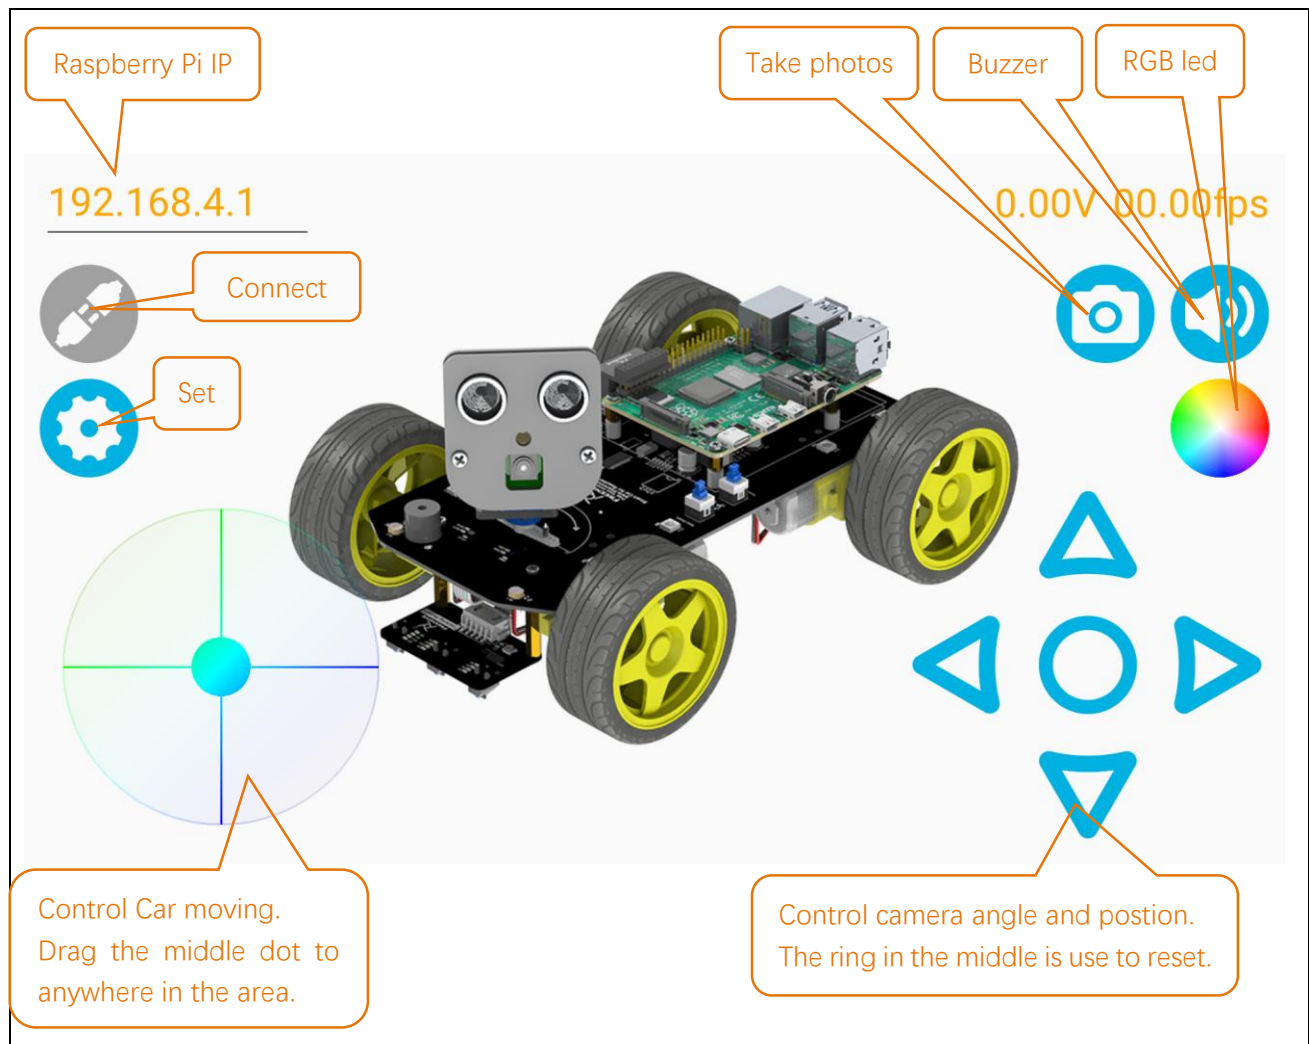 Raspberry Pi IP
Take photos
Buzzer
RGB led
192.168.4.1
0.00V 00.00fps
Connect
Set
Control Car moving.
Drag the middle dot to
anywhere in the area.
Control camera angle and postion.
The ring in the middle is use to reset.